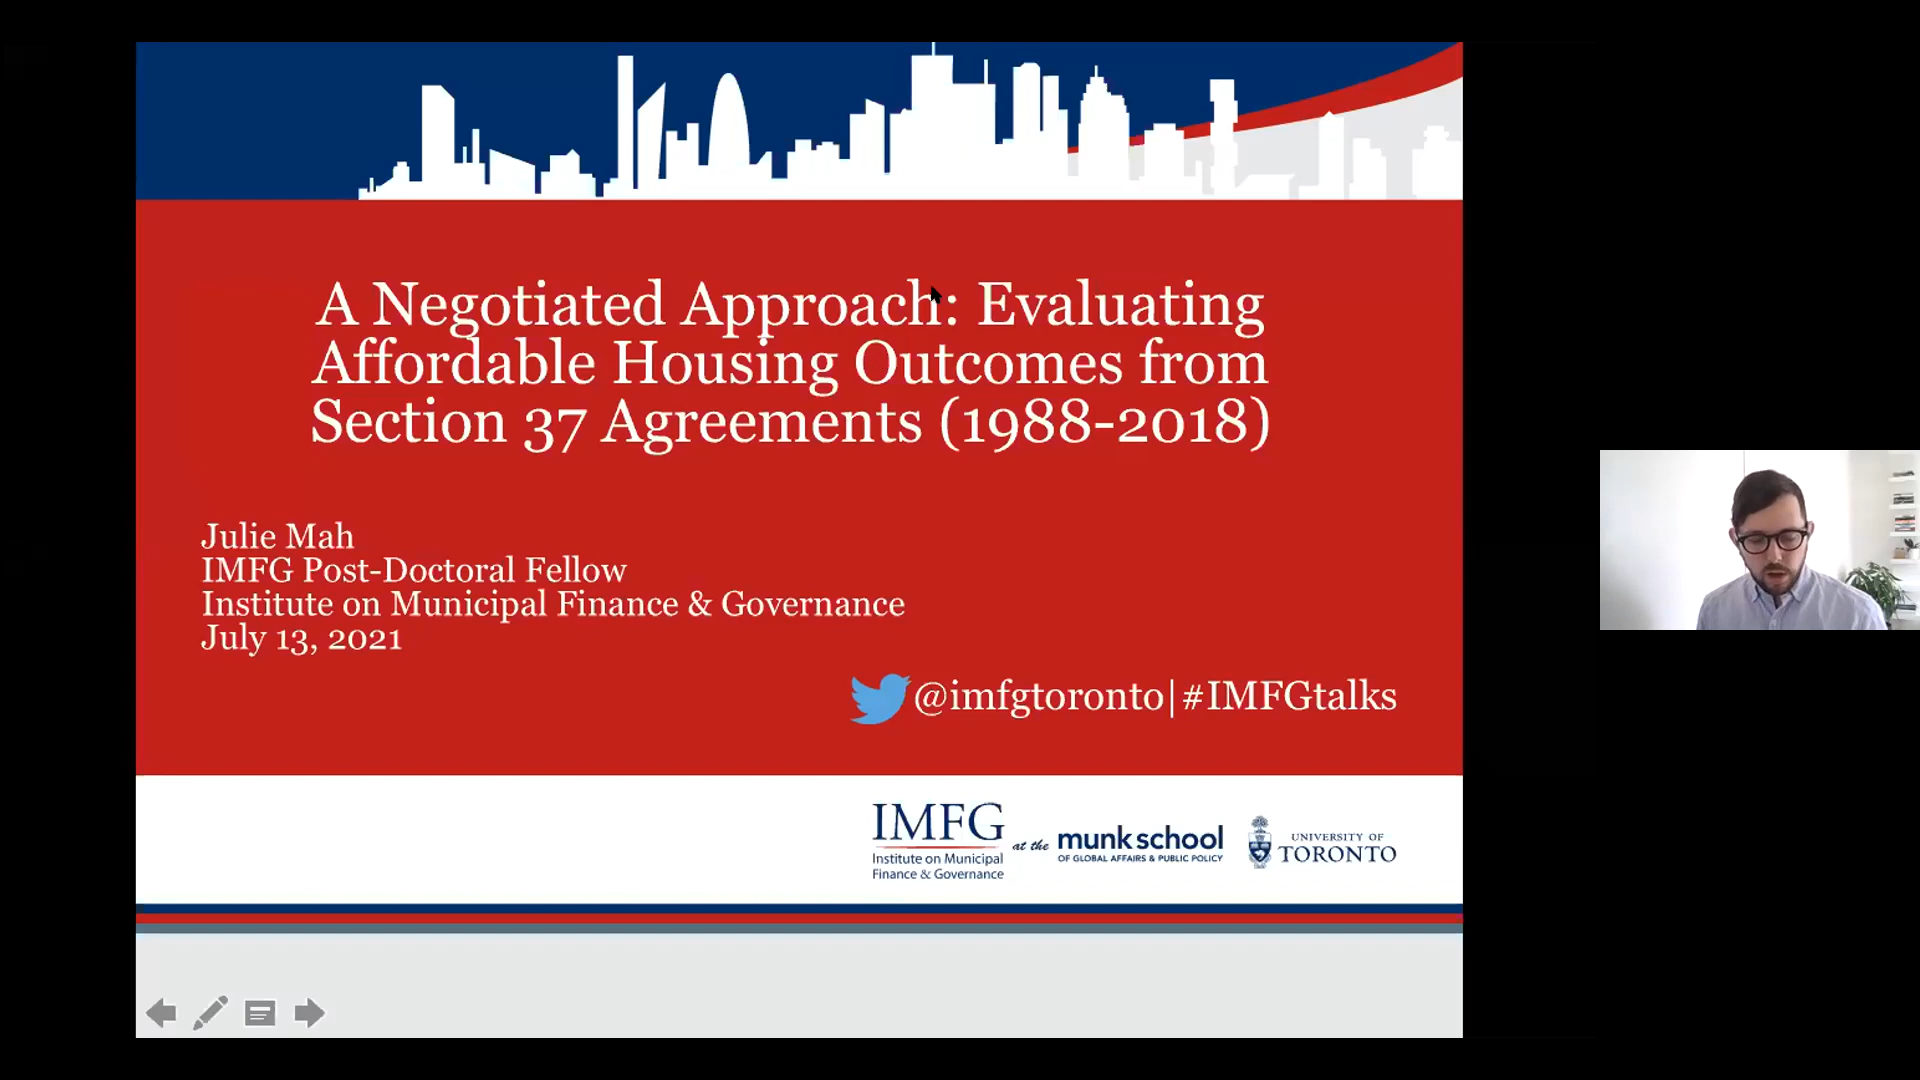 A Negotiated Approach: Evaluating
Affordable Housing Outcomes from
Section 37 Agreements (1988-2018)
Julie Mah
IMFG Post-Doctoral Fellow
Institute on Municipal Finance & Governance
July 13, 2021
@imfgtoronto|#IMFGtalks
IMFG
Institute on Municipal
Finance & Governance
at the
munk school
OF GLOBAL AFFAIRS & PUBLIC POLICY
UNIVERSITY OF
TORONTO